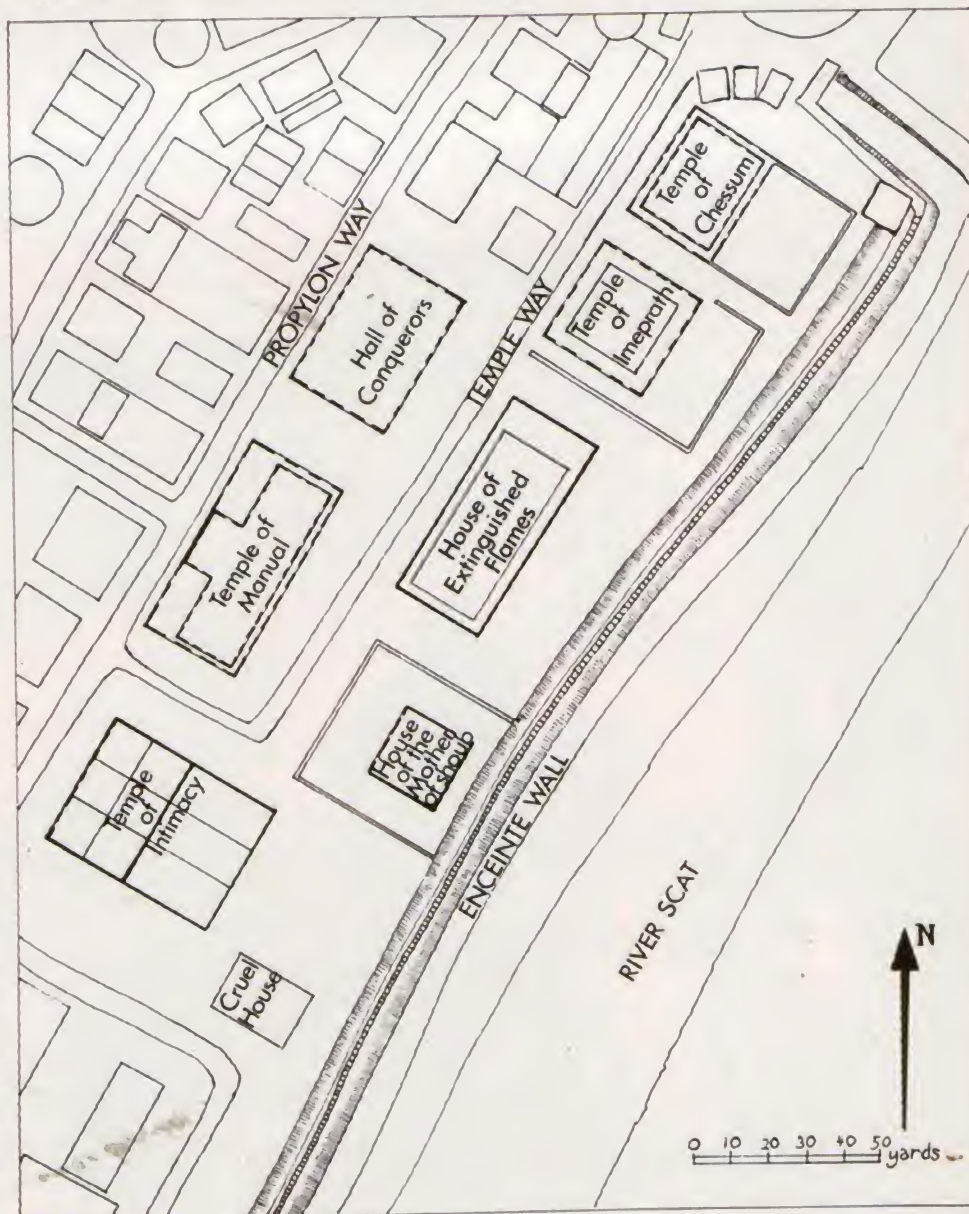 Temple
of
Chessum
PROPYLON WAY
Hall of
Conquerors
TEMPLE WAY
Temple
of
Imeprath
House of
Extinguished
Flames
Temple of
Manual
House
of the
Mother
of shoub
Temple
of
Intimacy
ENCEINTE WALL
RIVER SCAT
Cruel
House
N
0 10 20 30 40 50
yards